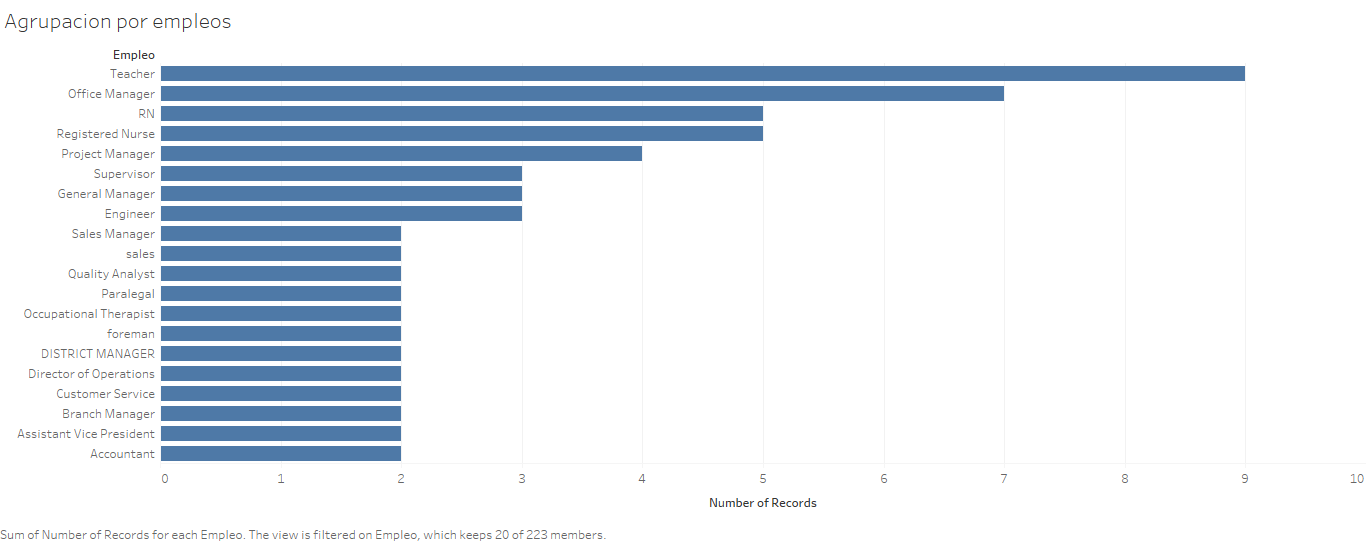 Agrupacion por empleos
Empleo
Teacher
Office Manager
RN
Registered Nurse
Project Manager
Supervisor
General Manager
Engineer
Sales Manager
sales
Quality Analyst
Paralegal
Occupational Therapist
foreman
DISTRICT MANAGER
Director of Operations
Customer Service
Branch Manager
Assistant Vice President
Accountant
0 1 2 3 4 5 6 7 8 9 10
Number of Records
Sum of Number of Records for each Empleo. The view is filtered on Empleo, which keeps 20 of 223 members.